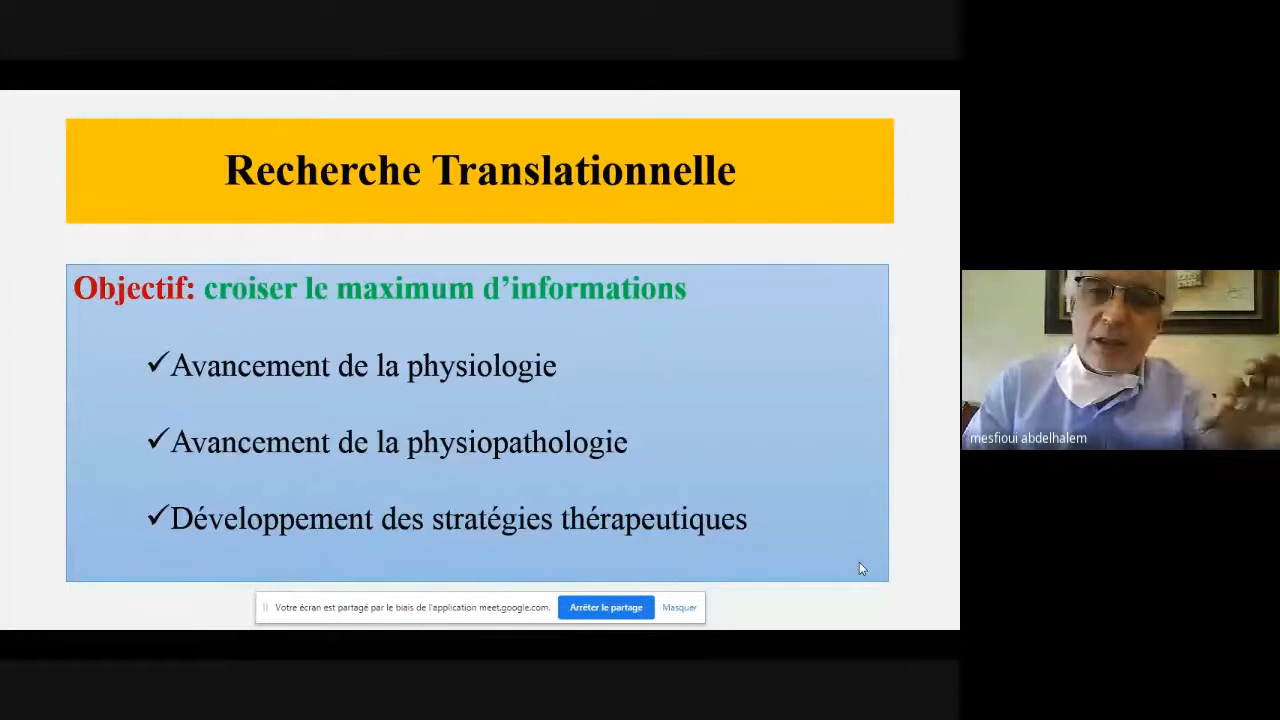 Recherche Translationnelle
Objectif: croiser le maximum d’informations
✓Avancement de la physiologie
✓Avancement de la physiopathologie
✓Développement des stratégies thérapeutiques
Votre écran est partagé par le biais de l'application meet.google.com. Arrêter le partage Masquer
mesfioui abdelhalem